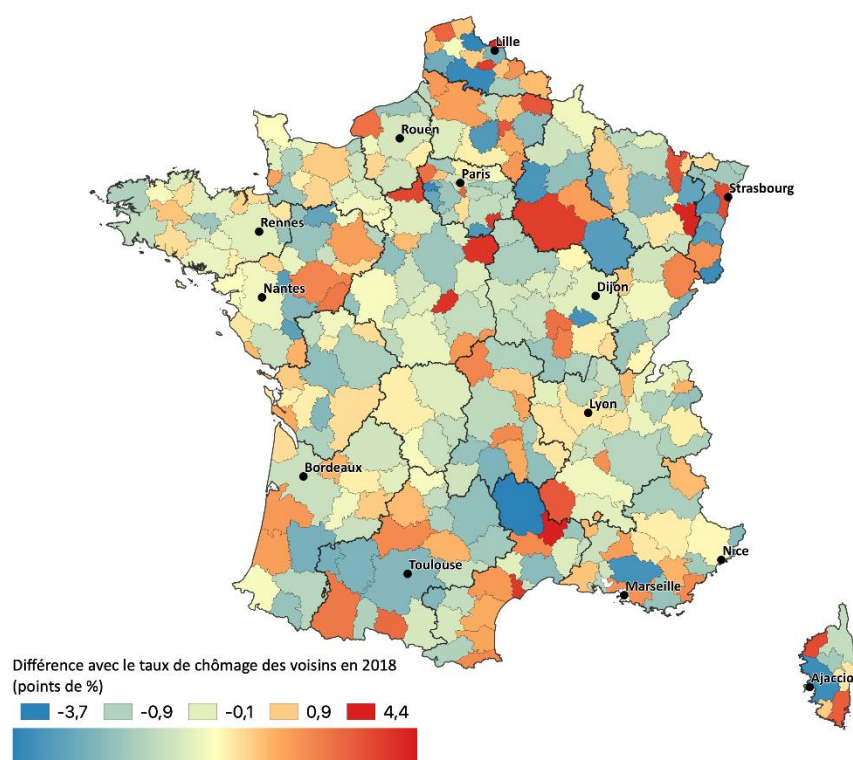 Lille
Rouen
Paris
Strasbourg
Rennes
Nantes
Dijon
Lyon
Bordeaux
Toulouse
Nice
Marseille
Ajaccio
Différence avec le taux de chômage des voisins en 2018
(points de %)
-3,7 -0,9 -0,1 0,9 4,4